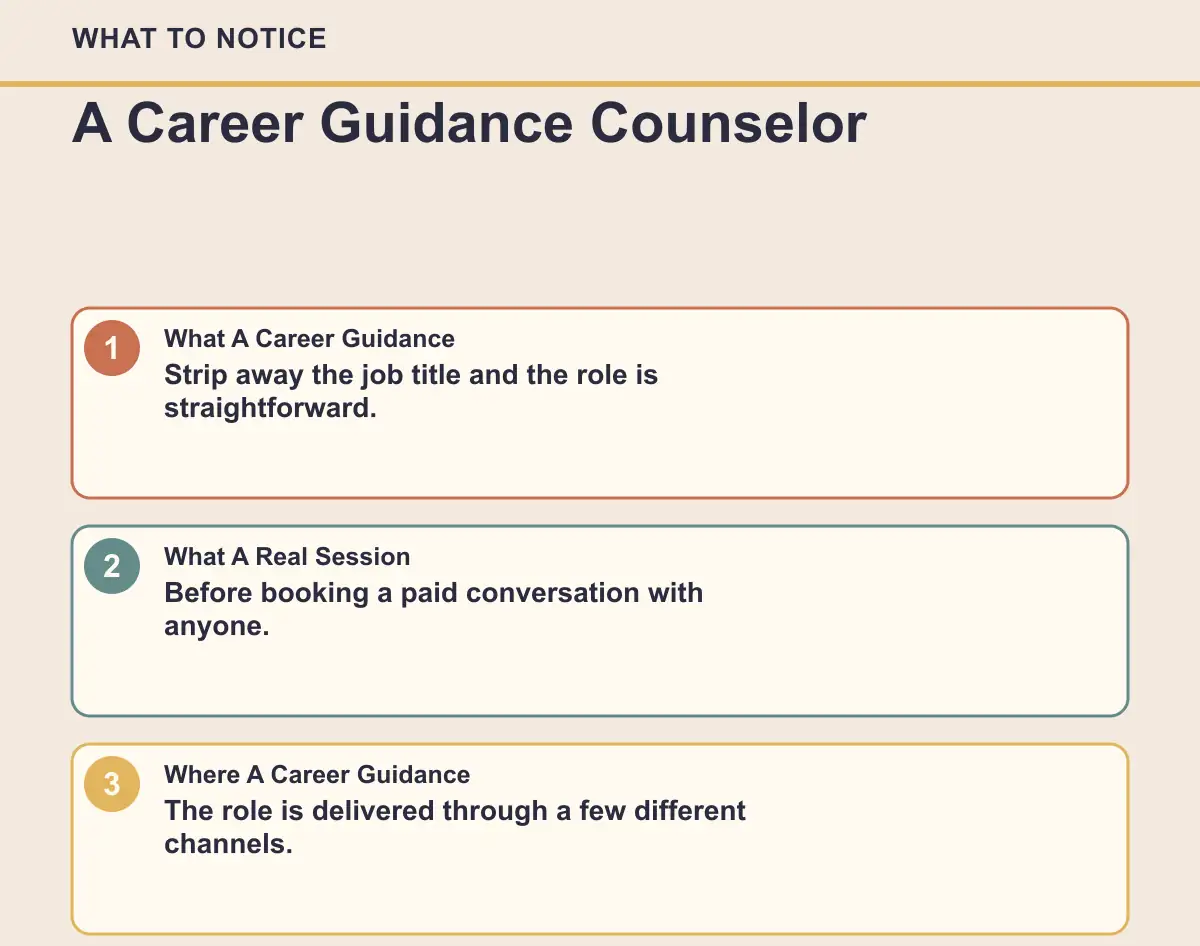 WHAT TO NOTICE
A Career Guidance Counselor
1
What A Career Guidance
Strip away the job title and the role is
straightforward.
2
What A Real Session
Before booking a paid conversation with
anyone.
3
Where A Career Guidance
The role is delivered through a few different
channels.